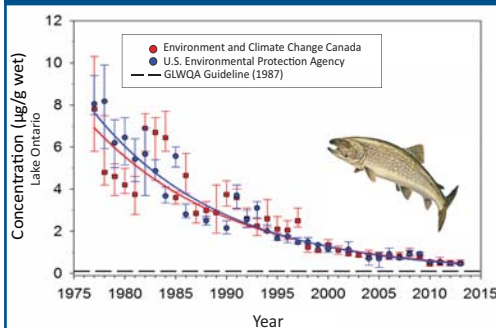 Environment and Climate Change Canada
U.S. Environmental Protection Agency
GLWQA Guideline (1987)
Concentration (µg/g wet)
Lake Ontario
12
10
8
6
4
2
0
1975 1980 1985 1990 1995 2000 2005 2010 2015
Year